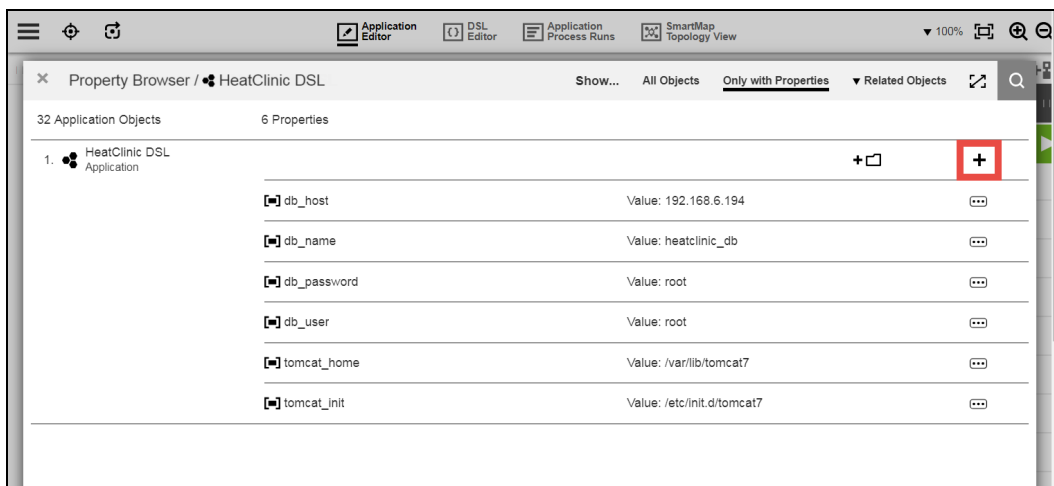 Application Editor
DSL Editor
Application Process Runs
SmartMap Topology View
▼ 100%
Property Browser / HeatClinic DSL
Show... All Objects Only with Properties ▼ Related Objects
32 Application Objects 6 Properties
1. HeatClinic DSL
Application
db_host Value: 192.168.6.194
db_name Value: heatclinic_db
db_password Value: root
db_user Value: root
tomcat_home Value: /var/lib/tomcat7
tomcat_init Value: /etc/init.d/tomcat7